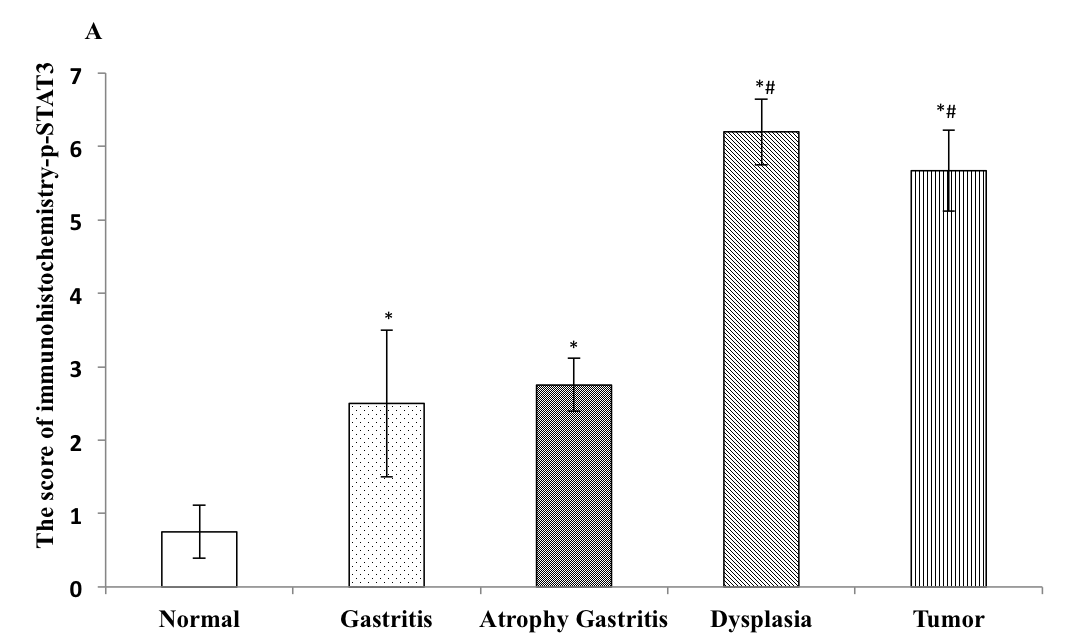 A
The score of immunohistochemistry-p-STAT3
7
6
5
4
3
2
1
0
*
*
*#
*#
Normal
Gastritis
Atrophy Gastritis
Dysplasia
Tumor